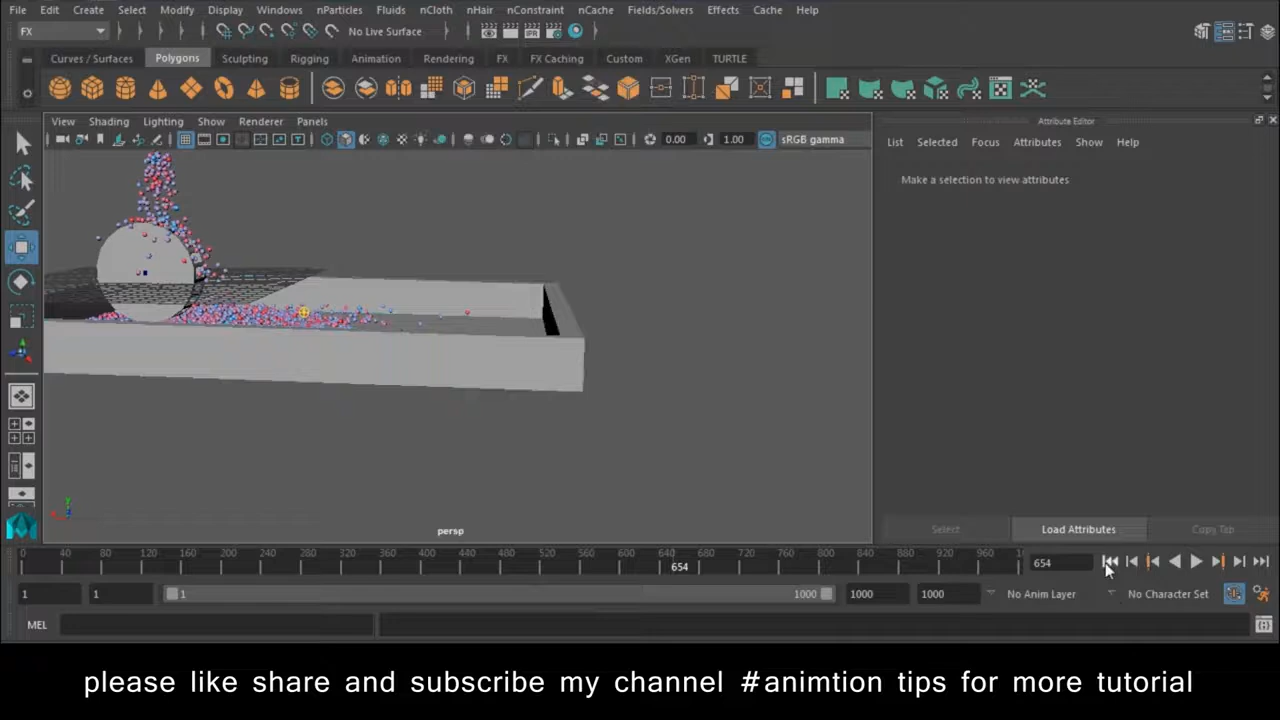 File Edit Create Select Modify Display Windows nParticles Fluids nCloth nHair nConstraint nCache Fields/Solvers Effects Cache Help
FX No Live Surface
Curves / Surfaces Polygons Sculpting Rigging Animation Rendering FX FX Caching Custom XGen TURTLE
View Shading Lighting Show Renderer Panels
0.00 1.00 sRGB gamma
Attribute Editor
List Selected Focus Attributes Show Help
Make a selection to view attributes
persp
Select Load Attributes Copy Tab
0 40 80 120 160 200 240 280 320 360 400 440 480 520 560 600 640 680 720 760 800 840 880 920 960
654 654
1 1 1 1000 1000 1000 No Anim Layer No Character Set
MEL
please like share and subscribe my channel #animtion tips for more tutorial